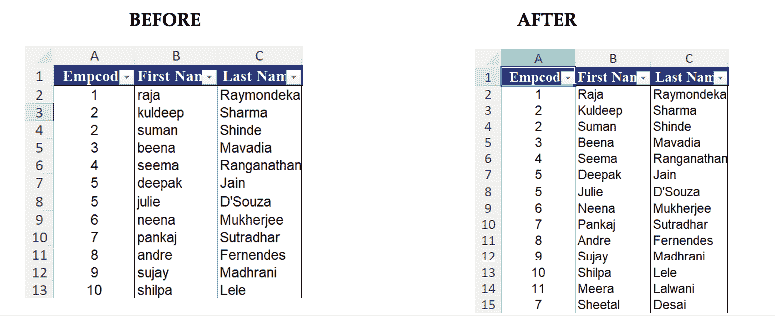 BEFORE
AFTER
A B C
1 Empcod First Nan Last Nam
2 1 raja Raymondeka
3 2 kuldeep Sharma
4 2 suman Shinde
5 3 beena Mavadia
6 4 seema Ranganathan
7 5 deepak Jain
8 5 julie D'Souza
9 6 neena Mukherjee
10 7 pankaj Sutradhar
11 8 andre Fernendes
12 9 sujay Madhrani
13 10 shilpa Lele
A B C
1 Empcod First Nan Last Nam
2 1 Raja Raymondeka
3 2 Kuldeep Sharma
4 2 Suman Shinde
5 3 Beena Mavadia
6 4 Seema Ranganathan
7 5 Deepak Jain
8 5 Julie D'Souza
9 6 Neena Mukherjee
10 7 Pankaj Sutradhar
11 8 Andre Fernendes
12 9 Sujay Madhrani
13 10 Shilpa Lele
14 11 Meera Lalwani
15 7 Sheetal Desai